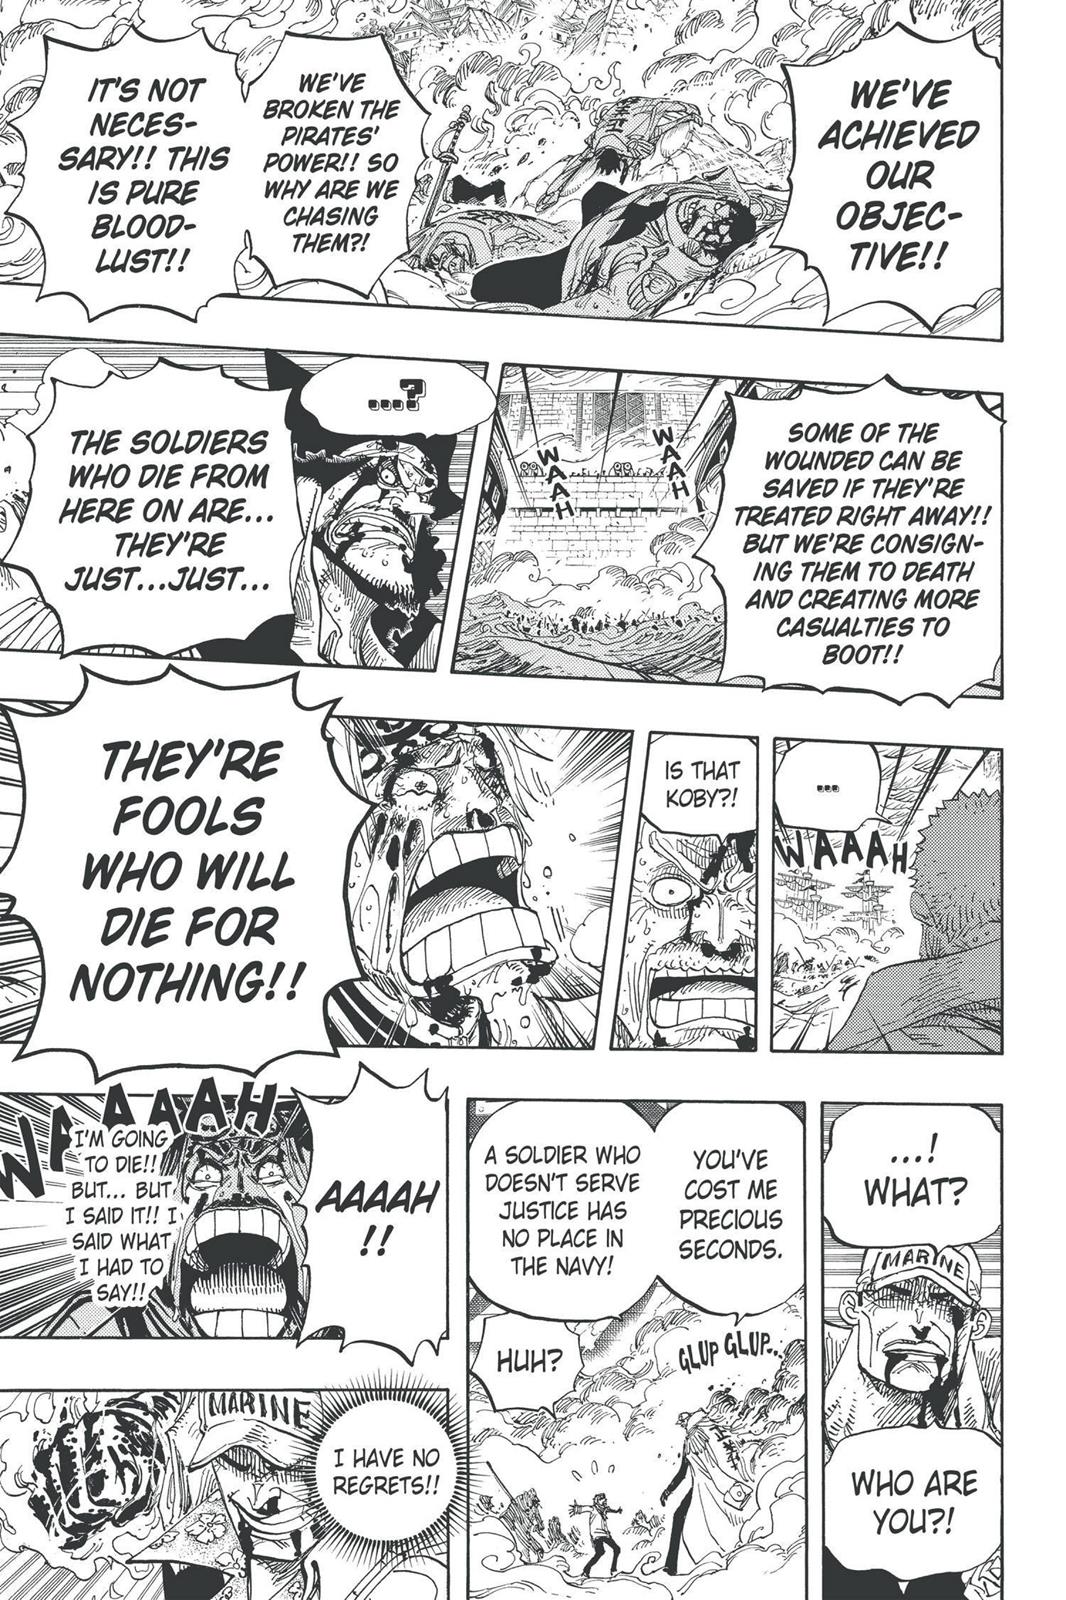 WE'VE
ACHIEVED
OUR
OBJEC-
TIVE!!
WE'VE
BROKEN THE
PIRATES'
POWER!! SO
WHY ARE WE
CHASING
THEM?!
IT'S NOT
NECES-
SARY!! THIS
IS PURE
BLOOD-
LUST!!
SOME OF THE
WOUNDED CAN BE
SAVED IF THEY'RE
TREATED RIGHT AWAY!!
BUT WE'RE CONSIGN-
ING THEM TO DEATH
AND CREATING MORE
CASUALTIES TO
BOOT!!
WAAH
WAAH
....?
THE SOLDIERS
WHO DIE FROM
HERE ON ARE...
THEY'RE
JUST...JUST...
...
WAAAH
IS THAT
KOBY?!
THEY'RE
FOOLS
WHO WILL
DIE FOR
NOTHING!!
...!
WHAT?
MARINE
WHO ARE
YOU?!
YOU'VE
COST ME
PRECIOUS
SECONDS.
A SOLDIER WHO
DOESN'T SERVE
JUSTICE HAS
NO PLACE IN
THE NAVY!
GLUP GLUP...
HUH?
AAAAH
!!
WAAAAAH
I'M GOING
TO DIE!!
BUT... BUT
I SAID IT!! I
SAID WHAT
I HAD TO
SAY!!
MARINE
I HAVE NO
REGRETS!!